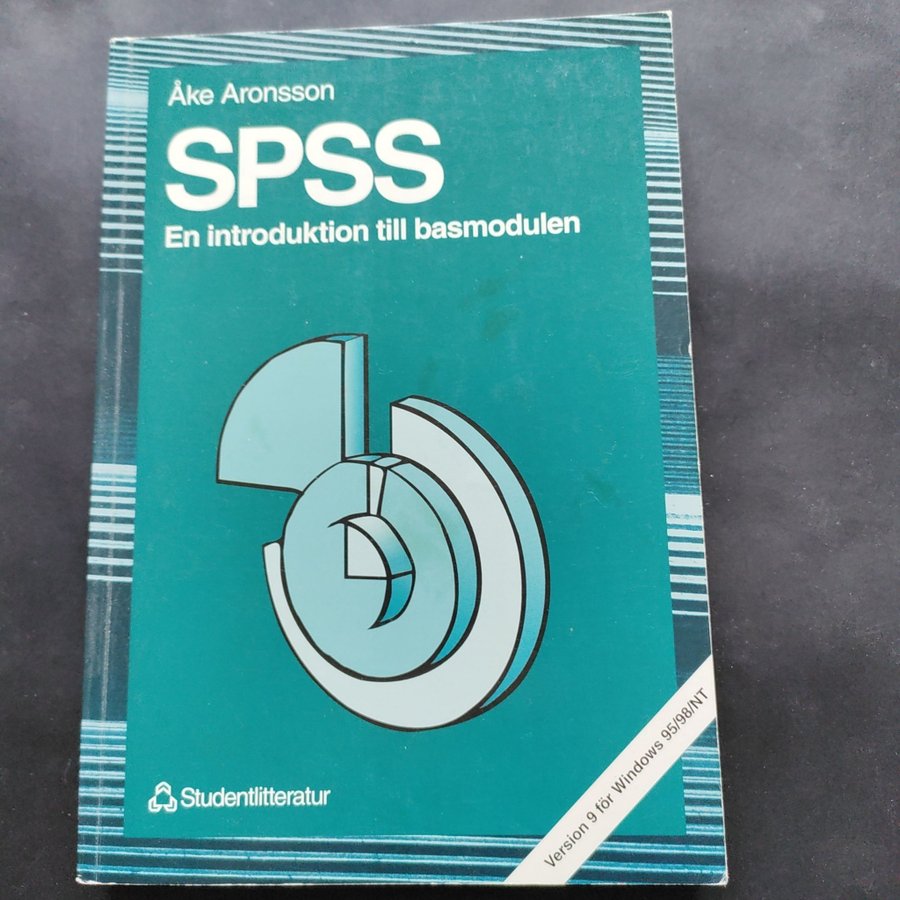 Åke Aronsson
SPSS
En introduktion till basmodulen
Studentlitteratur
Version 9 för Windows 95/98/NT